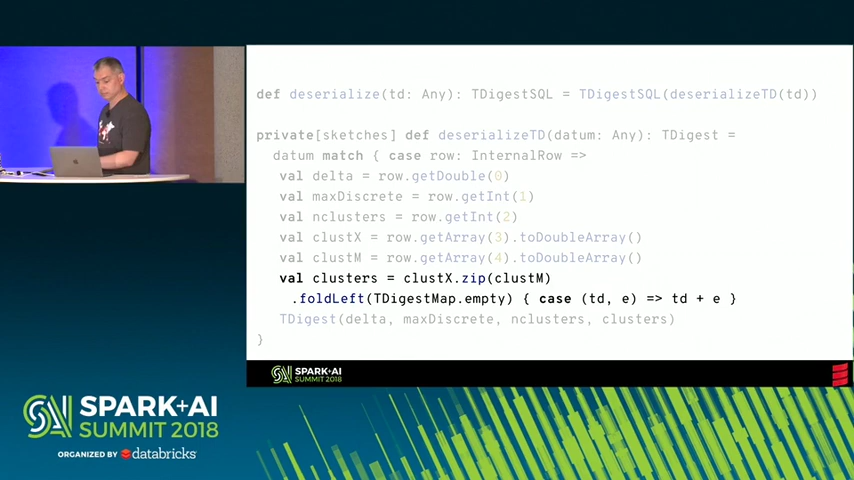 def deserialize(td: Any): TDigestSQL = TDigestSQL(deserializeTD(td))
private[sketches] def deserializeTD(datum: Any): TDigest =
datum match { case row: InternalRow =>
val delta = row.getDouble(0)
val maxDiscrete = row.getInt(1)
val nclusters = row.getInt(2)
val clustX = row.getArray(3).toDoubleArray()
val clustM = row.getArray(4).toDoubleArray()
val clusters = clustX.zip(clustM)
.foldLeft(TDigestMap.empty) { case (td, e) => td + e }
TDigest(delta, maxDiscrete, nclusters, clusters)
}
SPARK+AI
SUMMIT 2018
SPARK+AI
SUMMIT 2018
ORGANIZED BY databricks